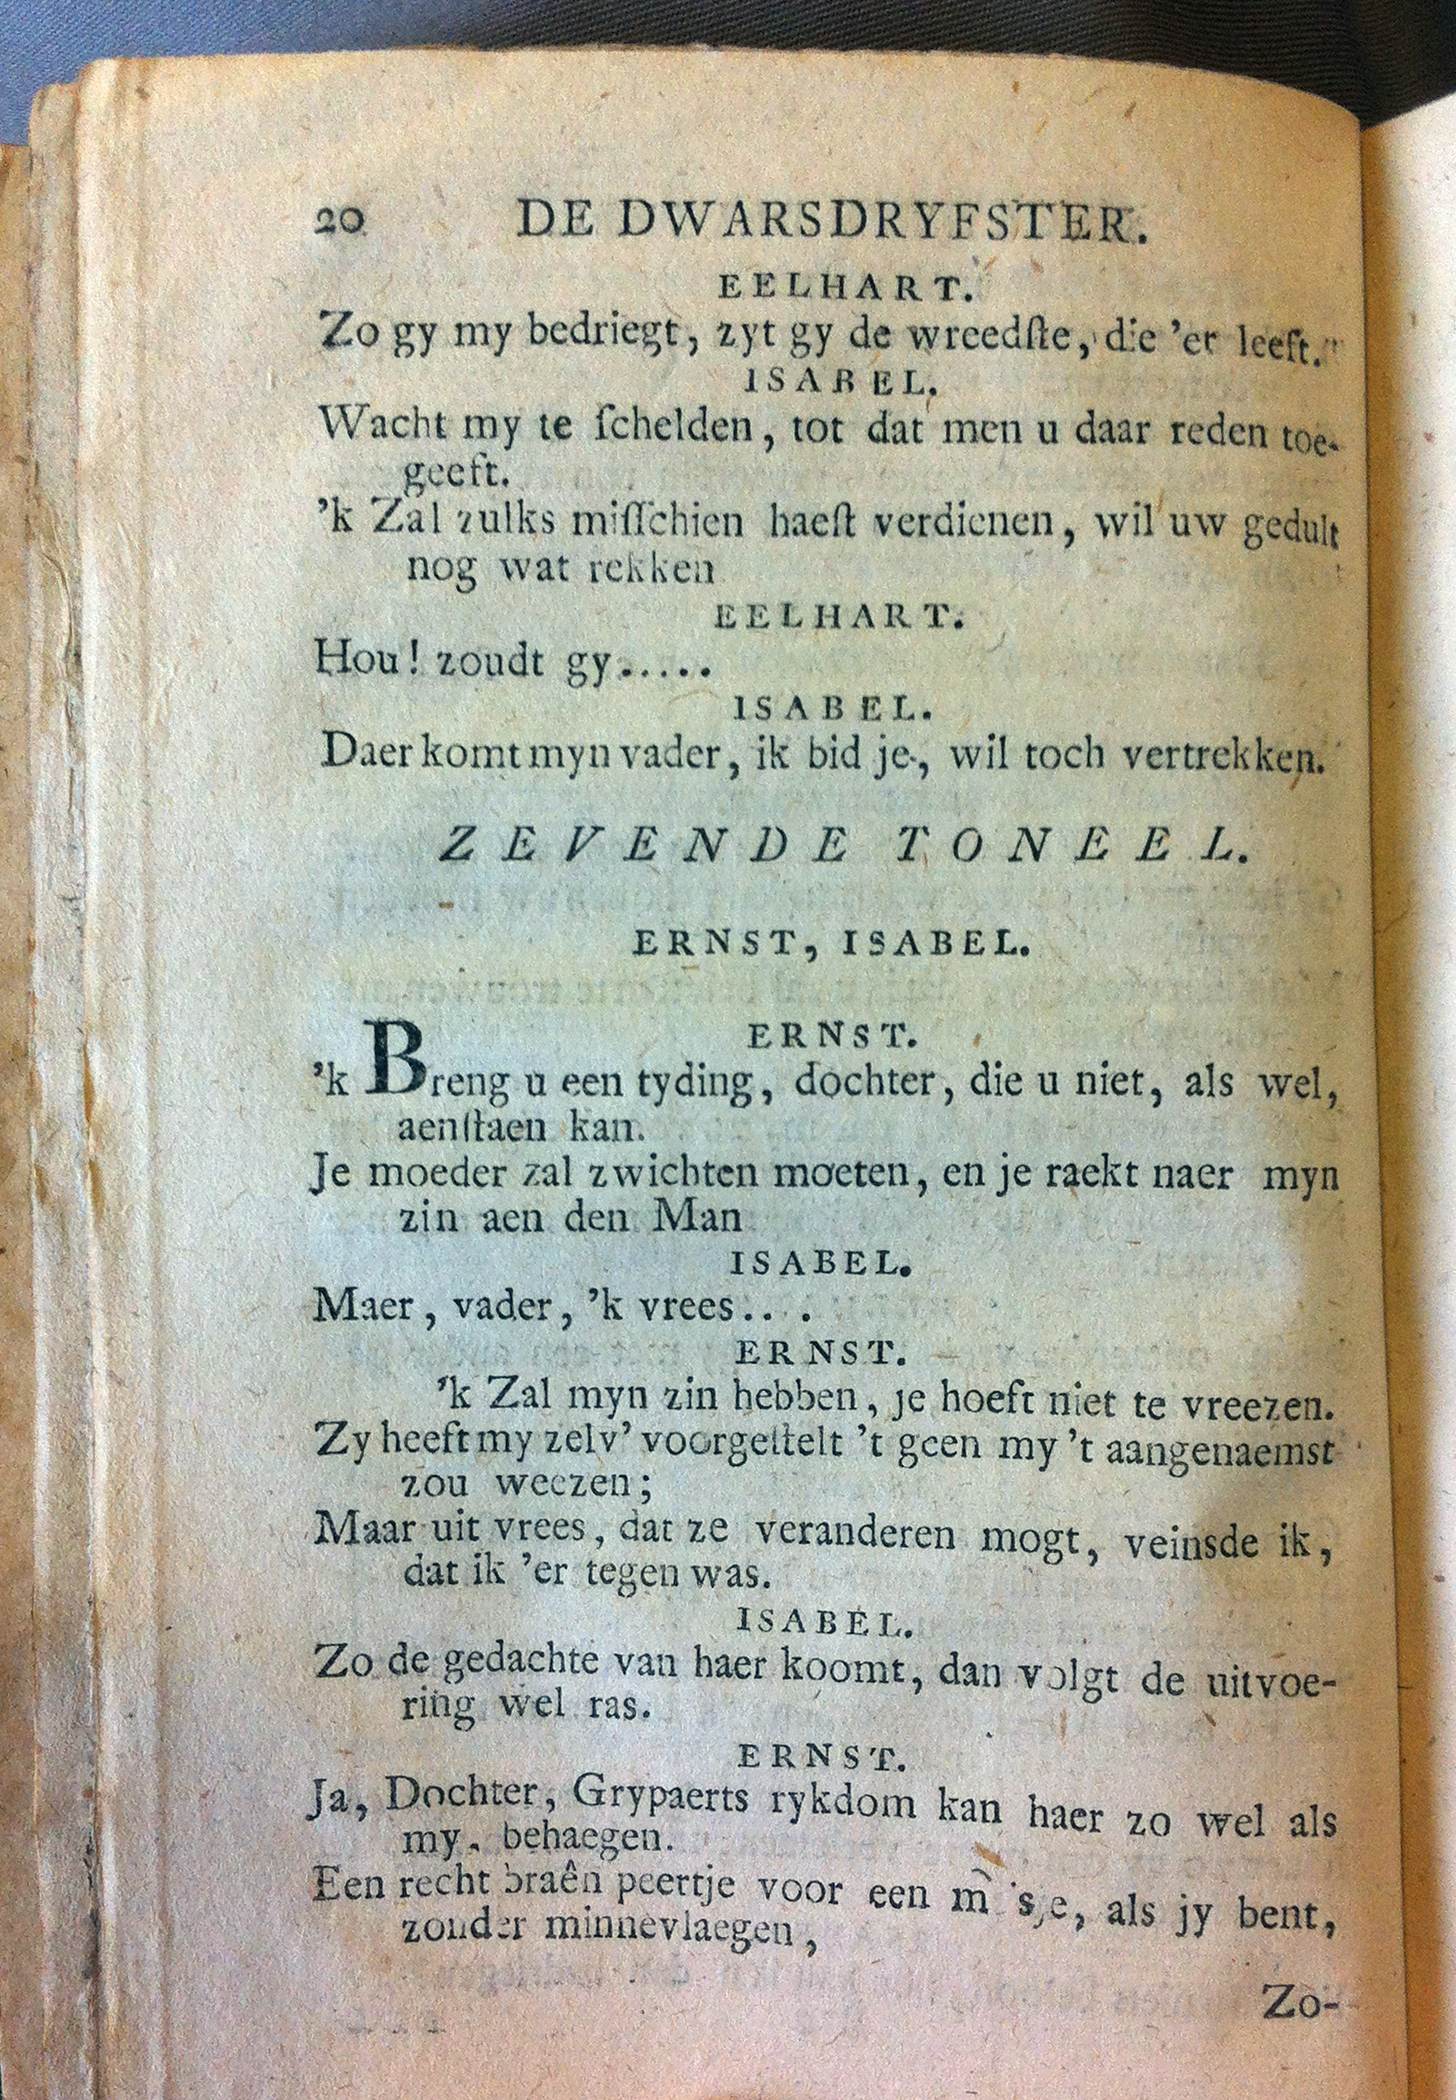 20 DE DWARSDRYFSTER.
EELHART.
Zo gy my bedriegt, zyt gy de wreedſte, die 'er leeft.
ISABEL.
Wacht my te ſchelden, tot dat men u daar reden toe-
geeft.
'k Zal zulks miſſchien haeſt verdienen, wil uw gedult
nog wat rekken
EELHART.
Hou! zoudt gy.....
ISABEL.
Daer komt myn vader, ik bid je, wil toch vertrekken.
ZEVENDE TONEEL.
ERNST, ISABEL.
ERNST.
'k Breng u een tyding, dochter, die u niet, als wel,
aenſtaen kan.
Je moeder zal zwichten moeten, en je raekt naer myn
zin aen den Man
ISABEL.
Maer, vader, 'k vrees...
ERNST.
'k Zal myn zin hebben, je hoeft niet te vreezen.
Zy heeft my zelv' voorgeſtelt 't geen my 't aangenaemst
zou weezen;
Maar uit vrees, dat ze veranderen mogt, veinsde ik,
dat ik 'er tegen was.
ISABEL.
Zo de gedachte van haer koomt, dan volgt de uitvoe-
ring wel ras.
ERNST.
Ja, Dochter, Grypaerts rykdom kan haer zo wel als
my, behaegen.
Een recht braên peertje voor een als jy bent,
zonder minnevlaegen,
Zo-